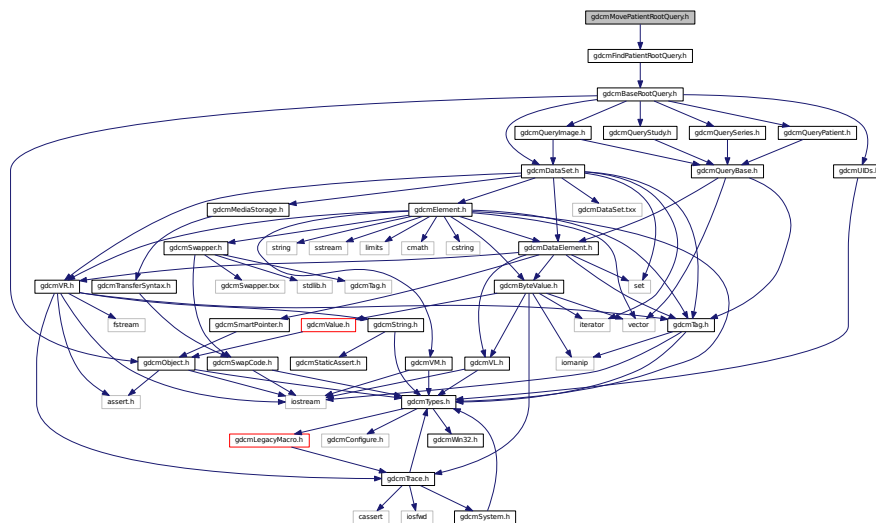 gdcmMovePatientRootQuery.h
gdcmFindPatientRootQuery.h
gdcmBaseRootQuery.h
gdcmQueryImage.h
gdcmQueryStudy.h
gdcmQuerySeries.h
gdcmQueryPatient.h
gdcmDataSet.h
gdcmQueryBase.h
gdcmUIDs.h
gdcmMediaStorage.h
gdcmElement.h
gdcmDataSet.txx
gdcmSwapper.h
string
sstream
limits
cmath
cstring
gdcmDataElement.h
gdcmVR.h
gdcmTransferSyntax.h
gdcmSwapper.txx
stdlib.h
gdcmTag.h
gdcmByteValue.h
set
fstream
gdcmSmartPointer.h
gdcmValue.h
gdcmString.h
iterator
vector
gdcmTag.h
gdcmObject.h
gdcmSwapCode.h
gdcmStaticAssert.h
gdcmVM.h
gdcmVL.h
iomanip
assert.h
iostream
gdcmTypes.h
gdcmLegacyMacro.h
gdcmConfigure.h
gdcmWin32.h
gdcmTrace.h
cassert
iosfwd
gdcmSystem.h